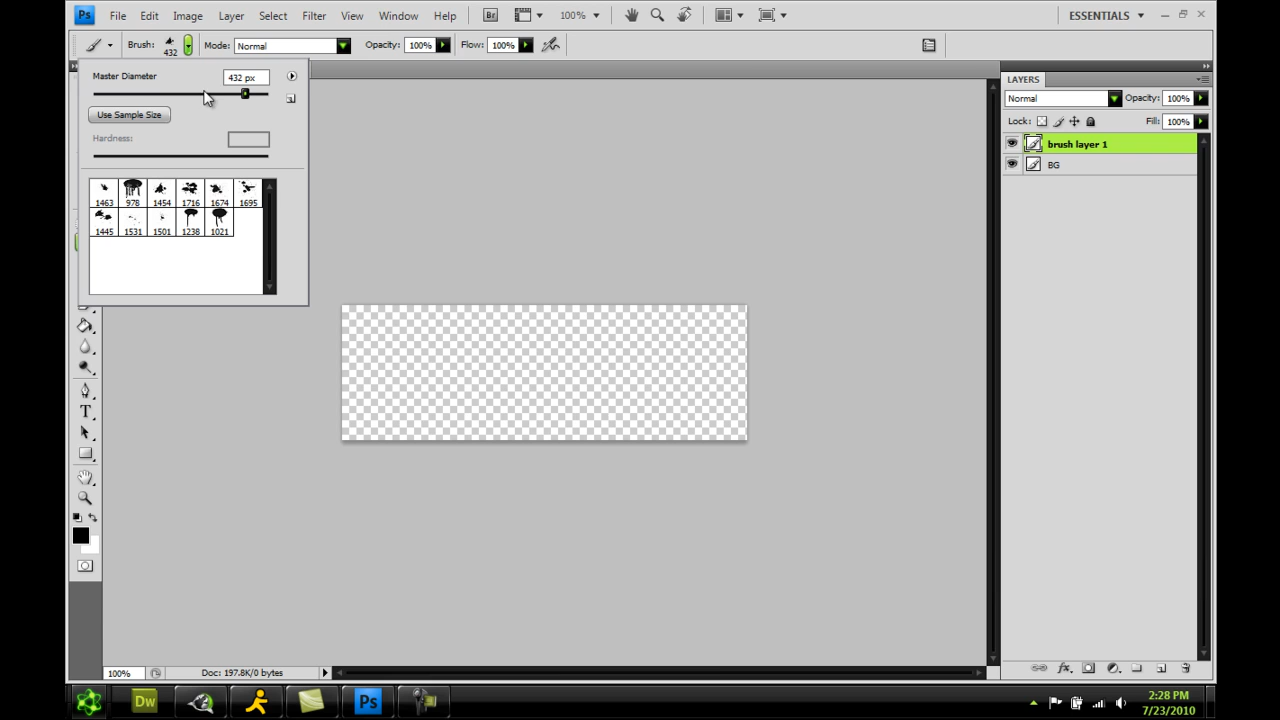 Ps File Edit Image Layer Select Filter View Window Help Br 100% ESSENTIALS
Brush: 432 Mode: Normal Opacity: 100% Flow: 100%
Master Diameter 432 px
Use Sample Size
Hardness:
1463 978 1454 1716 1674 1695
1445 1531 1501 1238 1021
LAYERS
Normal Opacity: 100%
Lock: Fill: 100%
brush layer 1
BG
T
100% Doc: 197.8K/0 bytes
fx
Dw Ps
2:28 PM
7/23/2010